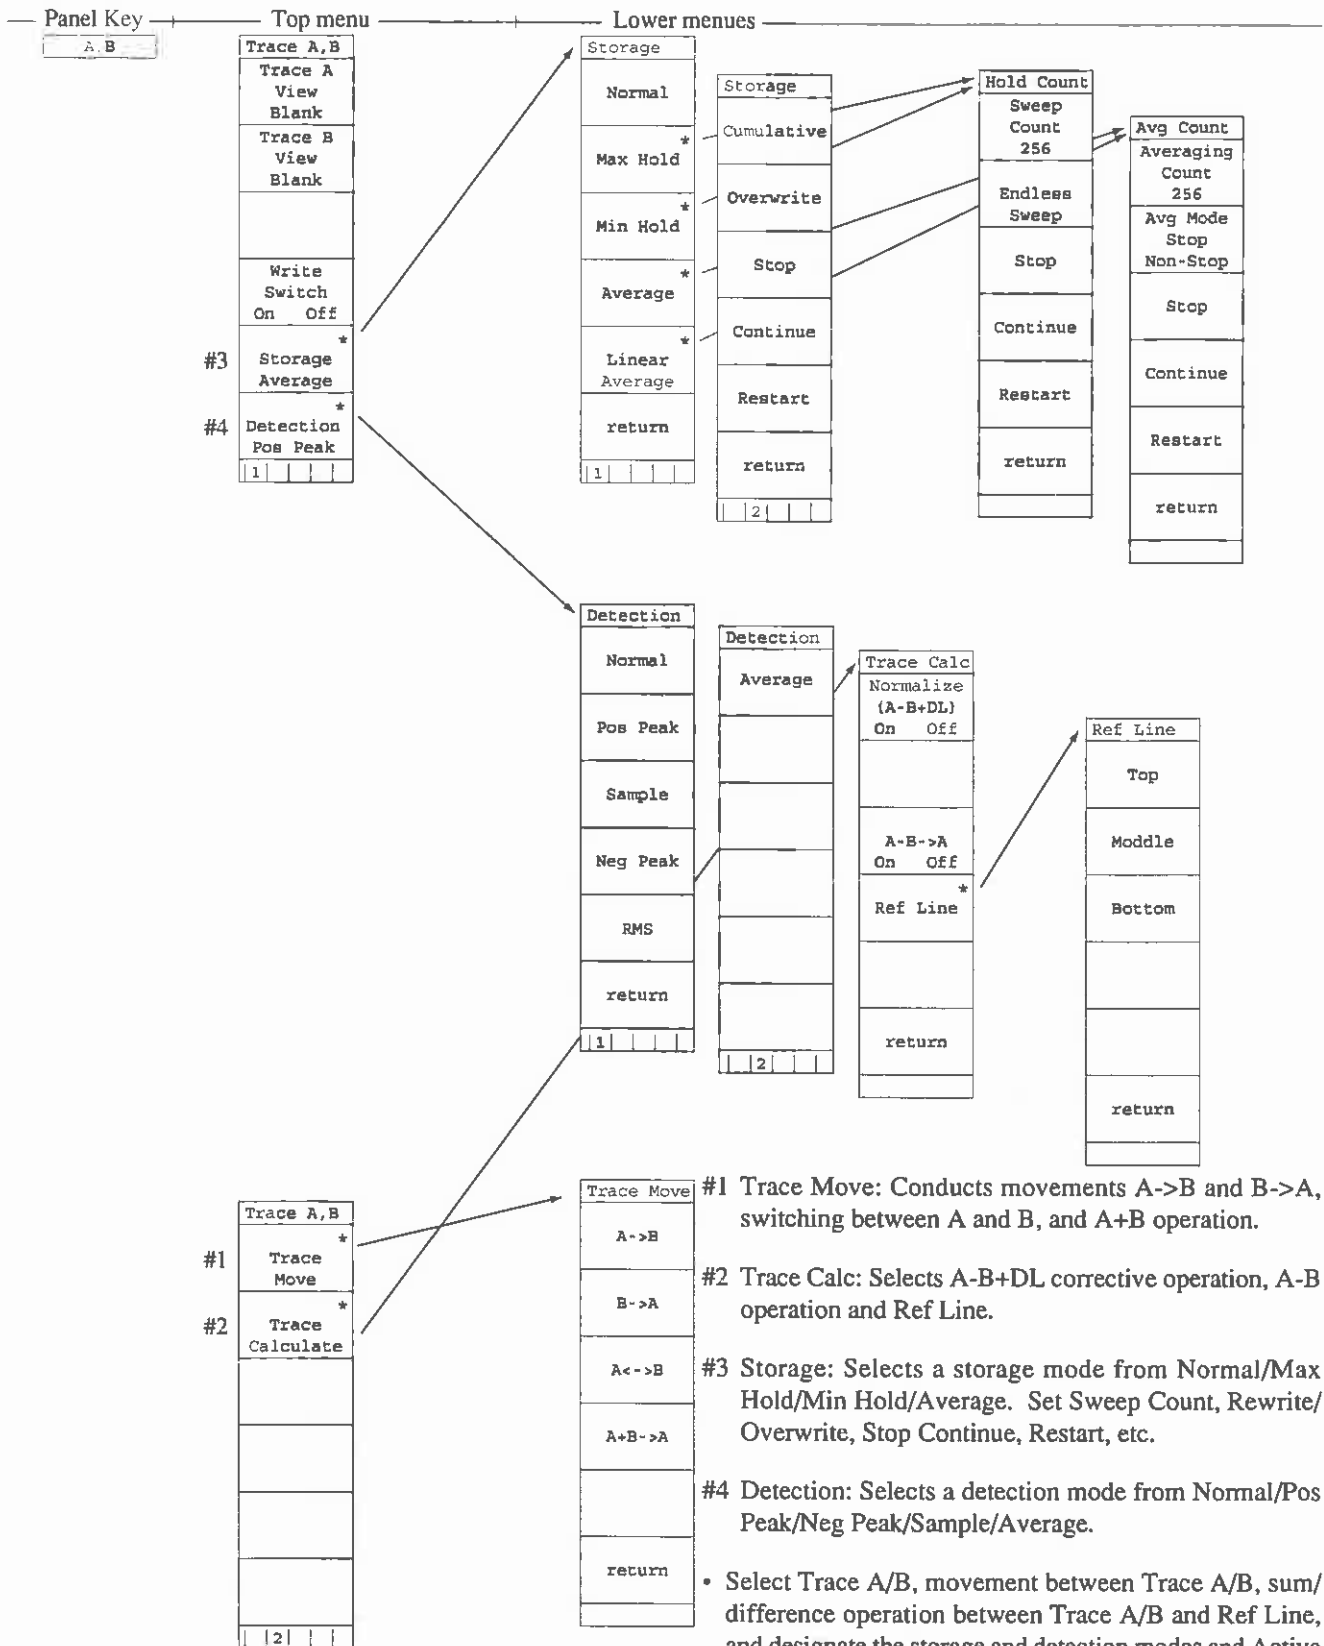 Panel Key
Top menu
Lower menues
A,B
Trace A,B
Trace A
View
Blank
Trace B
View
Blank
Write
Switch
On Off
#3
*
Storage
Average
#4
*
Detection
Pos Peak
1
Storage
Normal
*
Max Hold
*
Min Hold
*
Average
*
Linear
Average
return
1
Storage
Cumulative
Overwrite
Stop
Continue
Restart
return
2
Hold Count
Sweep
Count
256
Endless
Sweep
Stop
Continue
Restart
return
Avg Count
Averaging
Count
256
Avg Mode
Stop
Non-Stop
Stop
Continue
Restart
return
Detection
Normal
Pos Peak
Sample
Neg Peak
RMS
return
1
Detection
Average
2
Trace Calc
Normalize
(A-B+DL)
On Off
A-B->A
On Off
*
Ref Line
return
Ref Line
Top
Moddle
Bottom
return
Trace A,B
#1
*
Trace
Move
#2
*
Trace
Calculate
2
Trace Move
A->B
B->A
A<->B
A+B->A
return
#1 Trace Move: Conducts movements A->B and B->A,
switching between A and B, and A+B operation.
#2 Trace Calc: Selects A-B+DL corrective operation, A-B
operation and Ref Line.
#3 Storage: Selects a storage mode from Normal/Max
Hold/Min Hold/Average. Set Sweep Count, Rewrite/
Overwrite, Stop Continue, Restart, etc.
#4 Detection: Selects a detection mode from Normal/Pos
Peak/Neg Peak/Sample/Average.
• Select Trace A/B, movement between Trace A/B, sum/
difference operation between Trace A/B and Ref Line,
and designate the storage and detection modes and Active